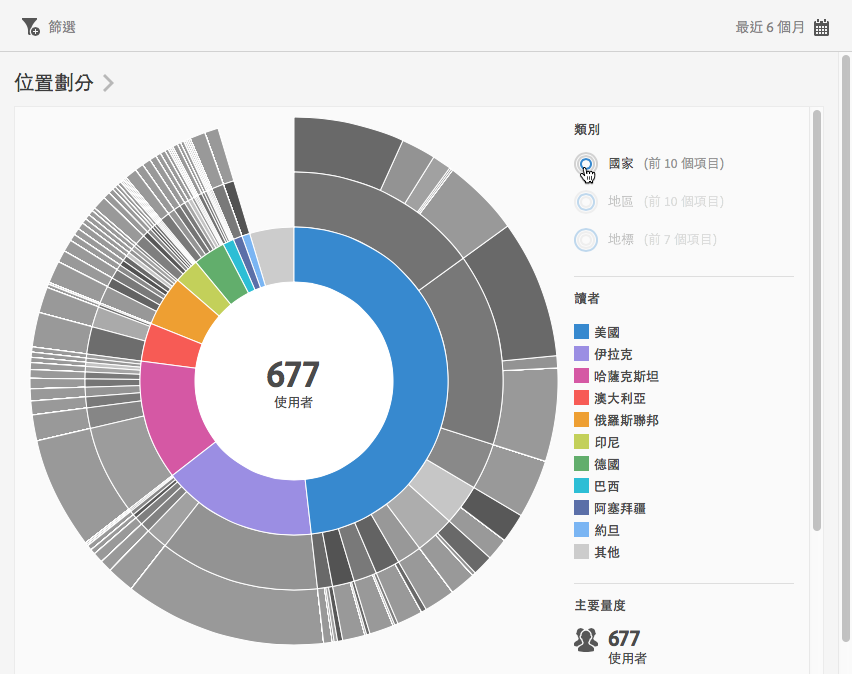 篩選
最近 6 個月
位置劃分
類別
國家 (前 10 個項目)
地區 (前 10 個項目)
地標 (前 7 個項目)
讀者
美國
伊拉克
哈薩克斯坦
澳大利亞
俄羅斯聯邦
印尼
德國
巴西
阿塞拜疆
約旦
其他
677
使用者
主要量度
677
使用者